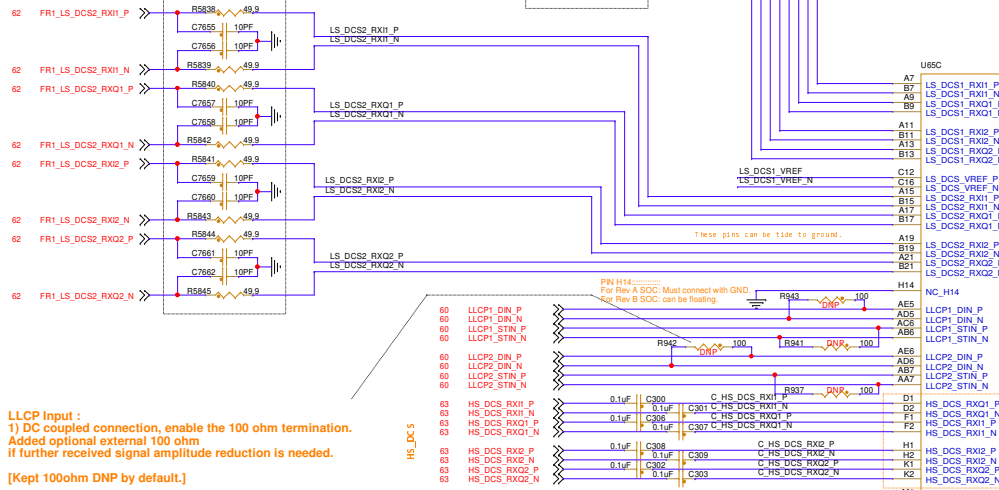 62 FR1_LS_DCS2_RXI1_P R5838 49,9
C7655 10PF
C7656 10PF
62 FR1_LS_DCS2_RXI1_N R5839 49,9
62 FR1_LS_DCS2_RXQ1_P R5840 49,9
C7657 10PF
C7658 10PF
62 FR1_LS_DCS2_RXQ1_N R5842 49,9
62 FR1_LS_DCS2_RXI2_P R5841 49,9
C7659 10PF
C7660 10PF
62 FR1_LS_DCS2_RXI2_N R5843 49,9
62 FR1_LS_DCS2_RXQ2_P R5844 49,9
C7661 10PF
C7662 10PF
62 FR1_LS_DCS2_RXQ2_N R5845 49,9
LS_DCS2_RXI1_P
LS_DCS2_RXI1_N
LS_DCS2_RXQ1_P
LS_DCS2_RXQ1_N
LS_DCS2_RXI2_P
LS_DCS2_RXI2_N
LS_DCS2_RXQ2_P
LS_DCS2_RXQ2_N
U65C
A7 LS_DCS1_RXI1_P
B7 LS_DCS1_RXI1_N
A9 LS_DCS1_RXQ1_
B9 LS_DCS1_RXQ1_
A11 LS_DCS1_RXI2_P
B11 LS_DCS1_RXI2_N
A13 LS_DCS1_RXQ2_
B13 LS_DCS1_RXQ2_
LS_DCS1_VREF C12 LS_DCS_VREF_P
LS_DCS1_VREF_N C16 LS_DCS_VREF_N
A15 LS_DCS2_RXI1_P
B15 LS_DCS2_RXI1_N
A17 LS_DCS2_RXQ1_
B17 LS_DCS2_RXQ1_
These pins can be tide to ground.
A19 LS_DCS2_RXI2_P
B19 LS_DCS2_RXI2_N
A21 LS_DCS2_RXQ2_
B21 LS_DCS2_RXQ2_
PIN H14:::::::::::::
For Rev A SOC: Must connect with GND.
For Rev B SOC: can be floating.
H14 NC_H14
R943 DNP 100
60 LLCP1_DIN_P AE5 LLCP1_DIN_P
60 LLCP1_DIN_N AD5 LLCP1_DIN_N
60 LLCP1_STIN_P AC6 LLCP1_STIN_P
60 LLCP1_STIN_N AB6 LLCP1_STIN_N
R942 DNP 100 R941 DNP 100
60 LLCP2_DIN_P AE6 LLCP2_DIN_P
60 LLCP2_DIN_N AD6 LLCP2_DIN_N
60 LLCP2_STIN_P AB7 LLCP2_STIN_P
60 LLCP2_STIN_N AA7 LLCP2_STIN_N
R937 DNP 100
63 HS_DCS_RXI1_P 0.1uF C300 C_HS_DCS_RXI1_P D1 HS_DCS_RXQ1_P
63 HS_DCS_RXI1_N 0.1uF C301 C_HS_DCS_RXI1_N D2 HS_DCS_RXQ1_N
63 HS_DCS_RXQ1_P 0.1uF C306 C_HS_DCS_RXQ1_P F1 HS_DCS_RXI1_P
63 HS_DCS_RXQ1_N 0.1uF C307 C_HS_DCS_RXQ1_N F2 HS_DCS_RXI1_N
63 HS_DCS_RXI2_P 0.1uF C308 C_HS_DCS_RXI2_P H1 HS_DCS_RXI2_P
63 HS_DCS_RXI2_N 0.1uF C309 C_HS_DCS_RXI2_N H2 HS_DCS_RXI2_N
63 HS_DCS_RXQ2_P 0.1uF C302 C_HS_DCS_RXQ2_P K1 HS_DCS_RXQ2_P
63 HS_DCS_RXQ2_N 0.1uF C303 C_HS_DCS_RXQ2_N K2 HS_DCS_RXQ2_N
HS_DCS
LLCP Input :
1) DC coupled connection, enable the 100 ohm termination.
Added optional external 100 ohm
if further received signal amplitude reduction is needed.
[Kept 100ohm DNP by default.]